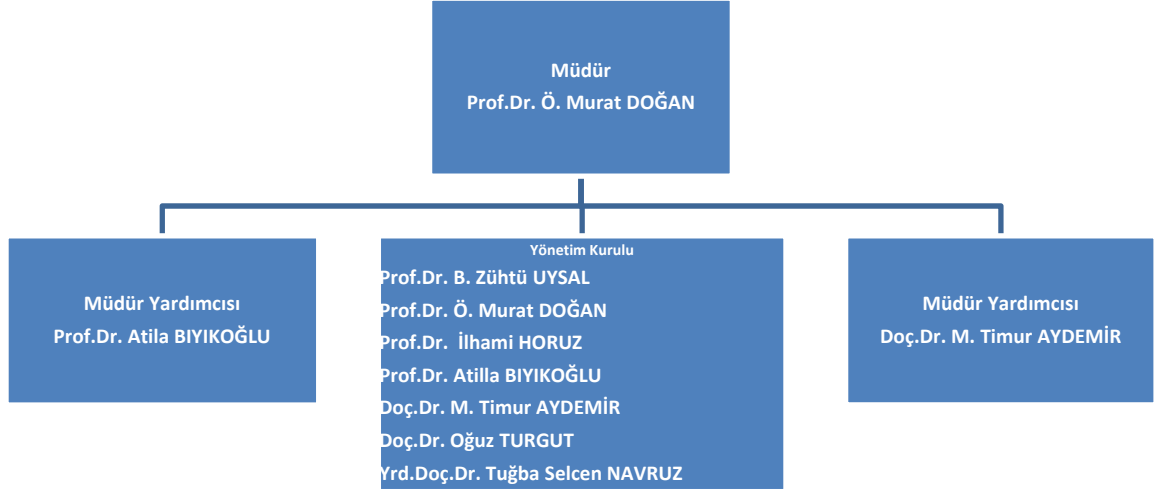 Müdür
Prof.Dr. Ö. Murat DOĞAN
Müdür Yardımcısı
Prof.Dr. Atila BIYIKOĞLU
Yönetim Kurulu
Prof.Dr. B. Zühtü UYSAL
Prof.Dr. Ö. Murat DOĞAN
Prof.Dr. İlhami HORUZ
Prof.Dr. Atilla BIYIKOĞLU
Doç.Dr. M. Timur AYDEMİR
Doç.Dr. Oğuz TURGUT
Yrd.Doç.Dr. Tuğba Selcen NAVRUZ
Müdür Yardımcısı
Doç.Dr. M. Timur AYDEMİR